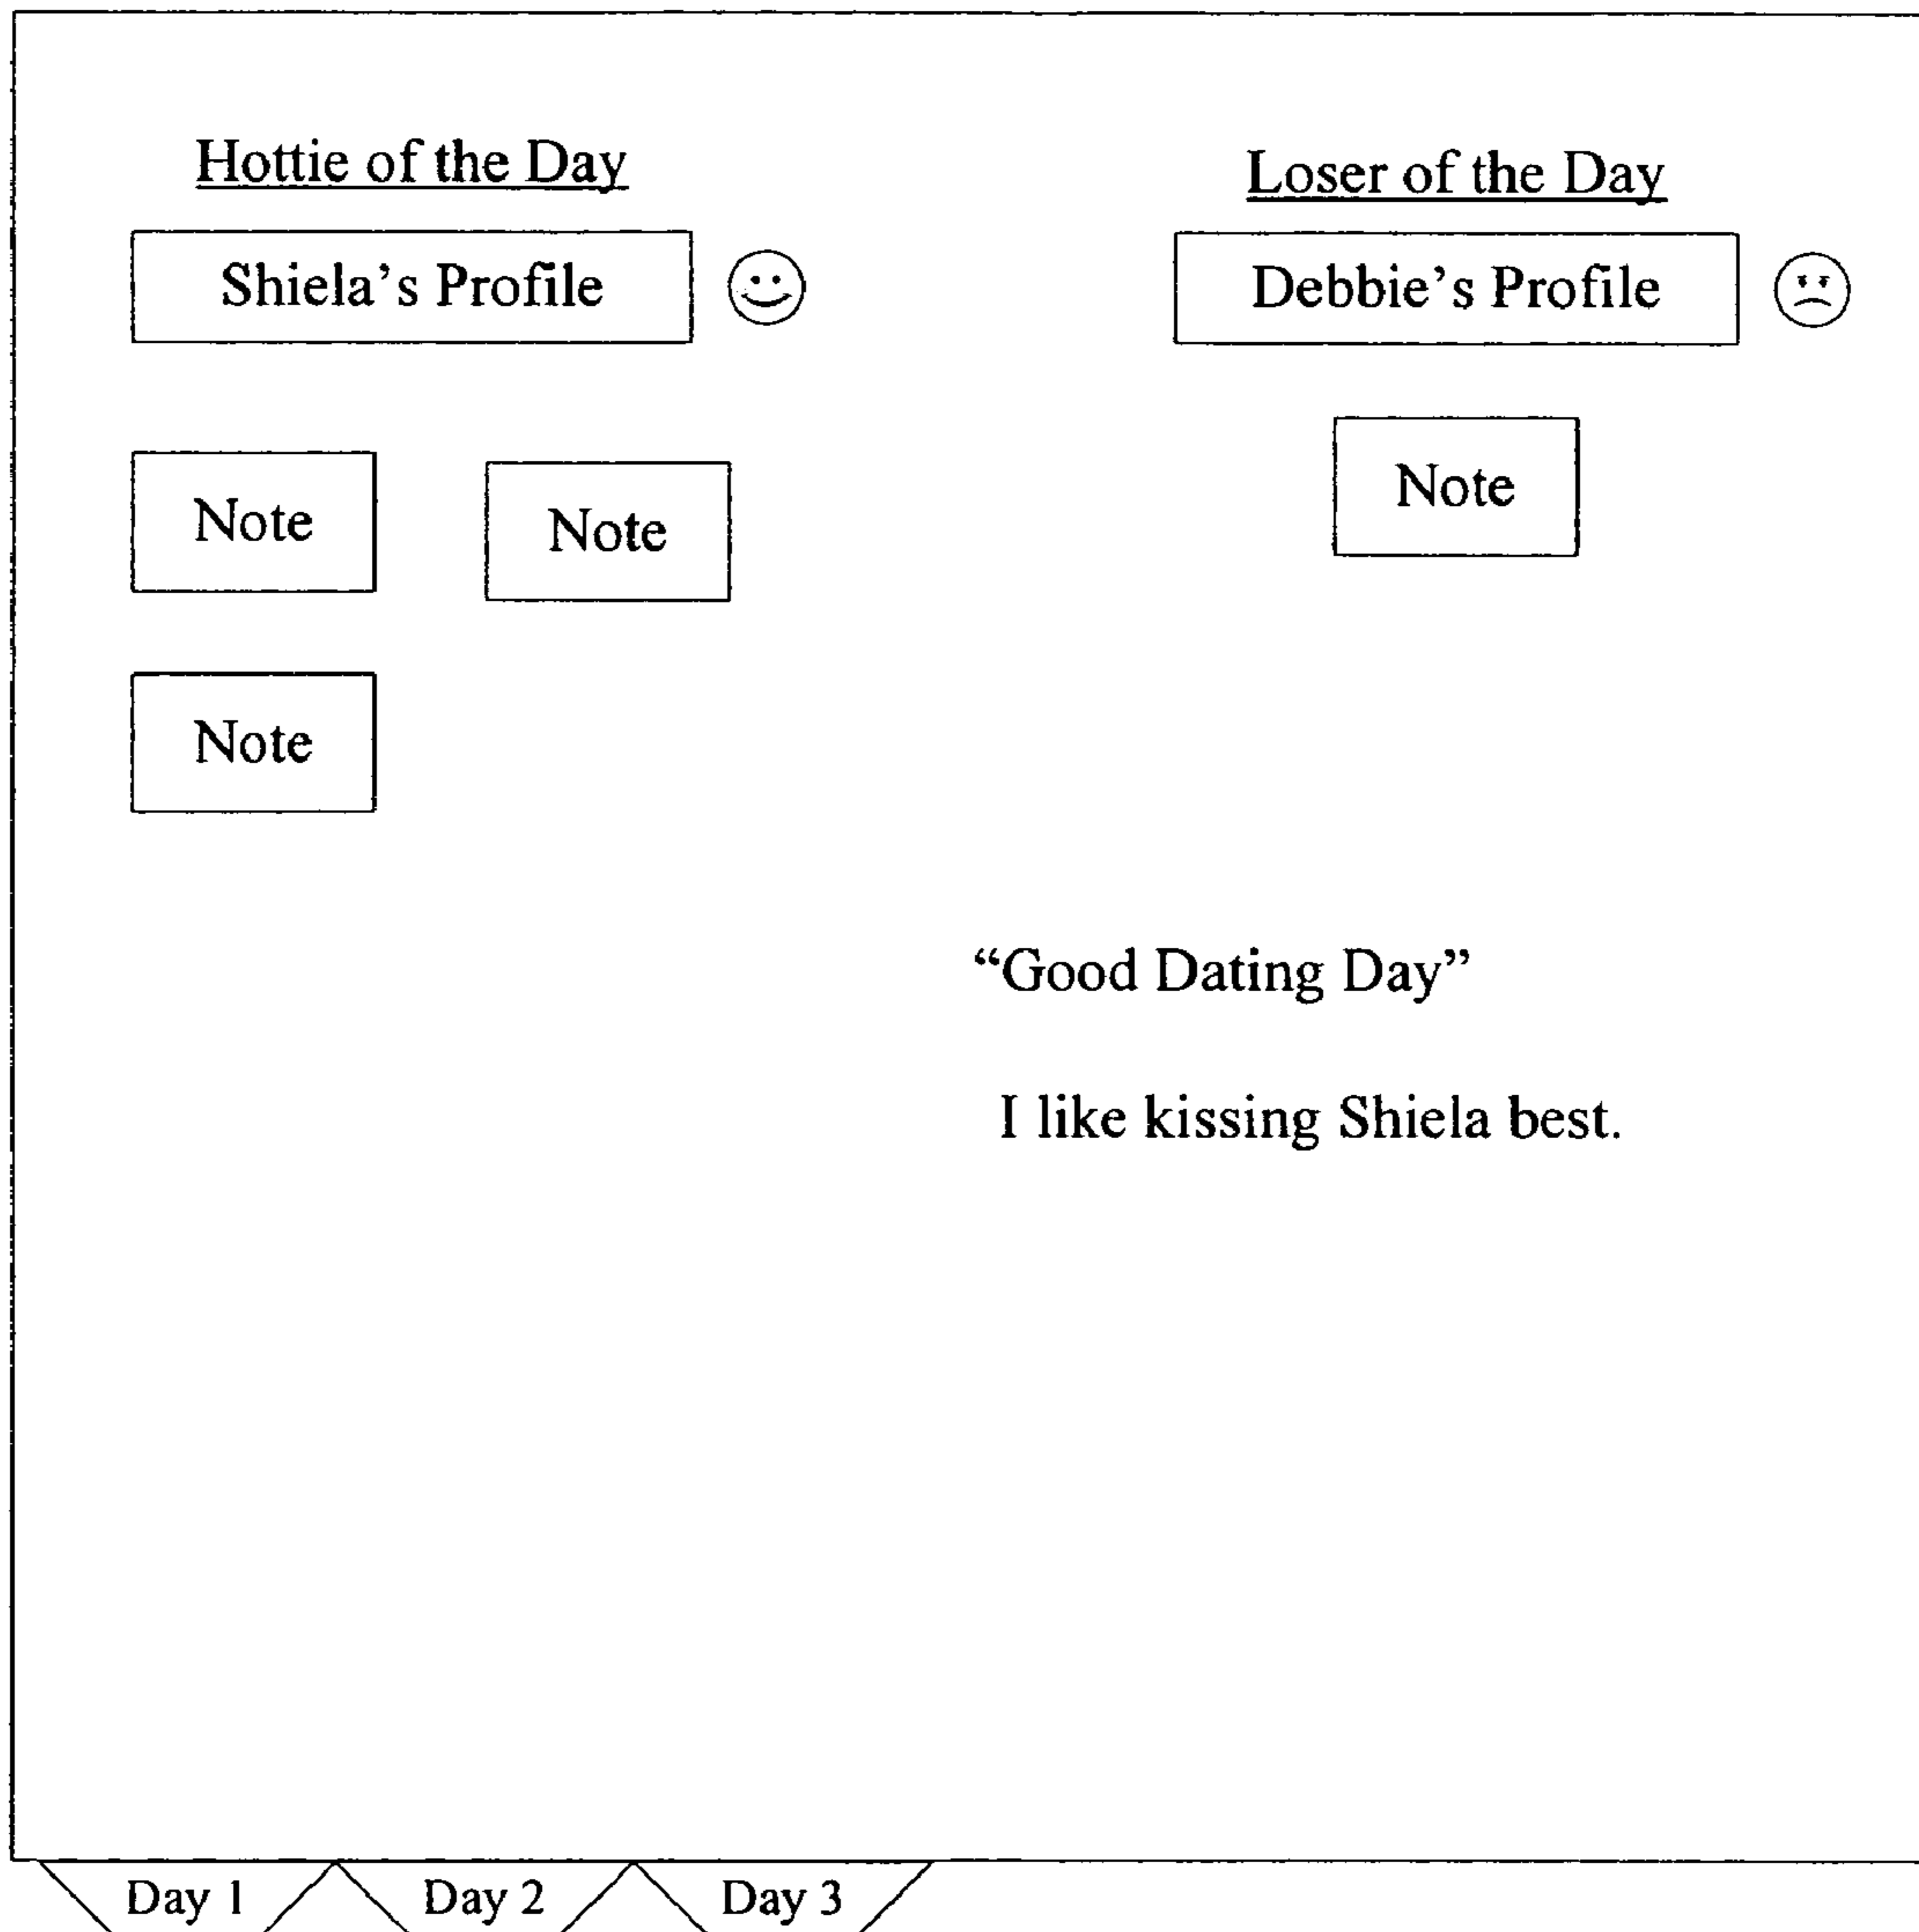 Hottie of the Day
Loser of the Day
Shiela's Profile
Debbie's Profile
Note
Note
Note
Note
“Good Dating Day”
I like kissing Shiela best.
Day 1
Day 2
Day 3